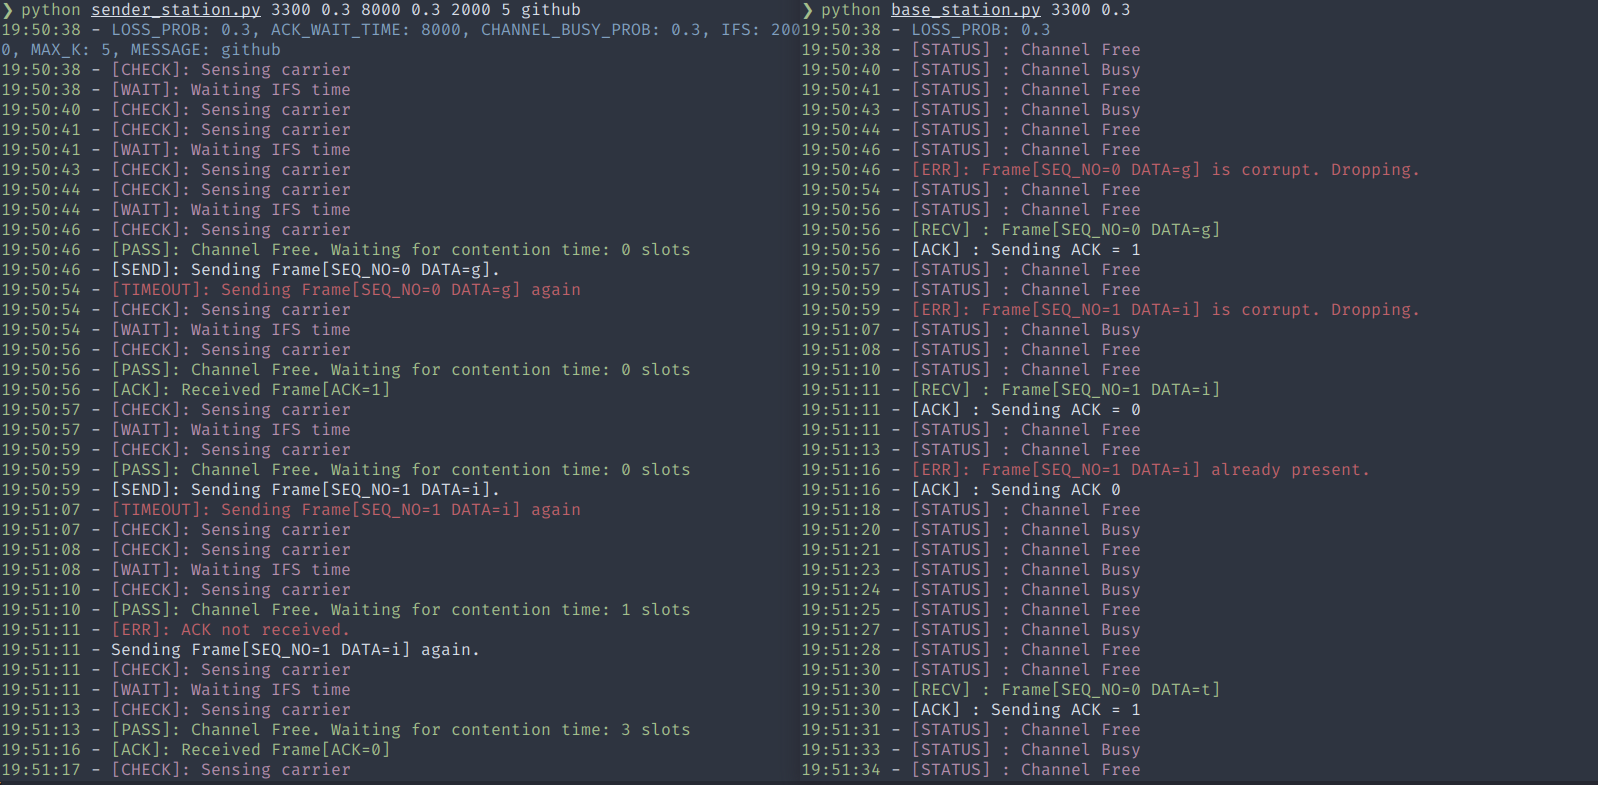 ❯ python sender_station.py 3300 0.3 8000 0.3 2000 5 github
19:50:38 - LOSS_PROB: 0.3, ACK_WAIT_TIME: 8000, CHANNEL_BUSY_PROB: 0.3, IFS: 200
0, MAX_K: 5, MESSAGE: github
19:50:38 - [CHECK]: Sensing carrier
19:50:38 - [WAIT]: Waiting IFS time
19:50:40 - [CHECK]: Sensing carrier
19:50:41 - [CHECK]: Sensing carrier
19:50:41 - [WAIT]: Waiting IFS time
19:50:43 - [CHECK]: Sensing carrier
19:50:44 - [CHECK]: Sensing carrier
19:50:44 - [WAIT]: Waiting IFS time
19:50:46 - [CHECK]: Sensing carrier
19:50:46 - [PASS]: Channel Free. Waiting for contention time: 0 slots
19:50:46 - [SEND]: Sending Frame[SEQ_NO=0 DATA=g].
19:50:54 - [TIMEOUT]: Sending Frame[SEQ_NO=0 DATA=g] again
19:50:54 - [CHECK]: Sensing carrier
19:50:54 - [WAIT]: Waiting IFS time
19:50:56 - [CHECK]: Sensing carrier
19:50:56 - [PASS]: Channel Free. Waiting for contention time: 0 slots
19:50:56 - [ACK]: Received Frame[ACK=1]
19:50:57 - [CHECK]: Sensing carrier
19:50:57 - [WAIT]: Waiting IFS time
19:50:59 - [CHECK]: Sensing carrier
19:50:59 - [PASS]: Channel Free. Waiting for contention time: 0 slots
19:50:59 - [SEND]: Sending Frame[SEQ_NO=1 DATA=i].
19:51:07 - [TIMEOUT]: Sending Frame[SEQ_NO=1 DATA=i] again
19:51:07 - [CHECK]: Sensing carrier
19:51:08 - [CHECK]: Sensing carrier
19:51:08 - [WAIT]: Waiting IFS time
19:51:10 - [CHECK]: Sensing carrier
19:51:10 - [PASS]: Channel Free. Waiting for contention time: 1 slots
19:51:11 - [ERR]: ACK not received.
19:51:11 - Sending Frame[SEQ_NO=1 DATA=i] again.
19:51:11 - [CHECK]: Sensing carrier
19:51:11 - [WAIT]: Waiting IFS time
19:51:13 - [CHECK]: Sensing carrier
19:51:13 - [PASS]: Channel Free. Waiting for contention time: 3 slots
19:51:16 - [ACK]: Received Frame[ACK=0]
19:51:17 - [CHECK]: Sensing carrier
❯ python base_station.py 3300 0.3
19:50:38 - LOSS_PROB: 0.3
19:50:38 - [STATUS] : Channel Free
19:50:40 - [STATUS] : Channel Busy
19:50:41 - [STATUS] : Channel Free
19:50:43 - [STATUS] : Channel Busy
19:50:44 - [STATUS] : Channel Free
19:50:46 - [STATUS] : Channel Free
19:50:46 - [ERR]: Frame[SEQ_NO=0 DATA=g] is corrupt. Dropping.
19:50:54 - [STATUS] : Channel Free
19:50:56 - [STATUS] : Channel Free
19:50:56 - [RECV] : Frame[SEQ_NO=0 DATA=g]
19:50:56 - [ACK] : Sending ACK = 1
19:50:57 - [STATUS] : Channel Free
19:50:59 - [STATUS] : Channel Free
19:50:59 - [ERR]: Frame[SEQ_NO=1 DATA=i] is corrupt. Dropping.
19:51:07 - [STATUS] : Channel Busy
19:51:08 - [STATUS] : Channel Free
19:51:10 - [STATUS] : Channel Free
19:51:11 - [RECV] : Frame[SEQ_NO=1 DATA=i]
19:51:11 - [ACK] : Sending ACK = 0
19:51:11 - [STATUS] : Channel Free
19:51:13 - [STATUS] : Channel Free
19:51:16 - [ERR]: Frame[SEQ_NO=1 DATA=i] already present.
19:51:16 - [ACK] : Sending ACK 0
19:51:18 - [STATUS] : Channel Free
19:51:20 - [STATUS] : Channel Busy
19:51:21 - [STATUS] : Channel Free
19:51:23 - [STATUS] : Channel Busy
19:51:24 - [STATUS] : Channel Busy
19:51:25 - [STATUS] : Channel Free
19:51:27 - [STATUS] : Channel Busy
19:51:28 - [STATUS] : Channel Free
19:51:30 - [STATUS] : Channel Free
19:51:30 - [RECV] : Frame[SEQ_NO=0 DATA=t]
19:51:30 - [ACK] : Sending ACK = 1
19:51:31 - [STATUS] : Channel Free
19:51:33 - [STATUS] : Channel Busy
19:51:34 - [STATUS] : Channel Free